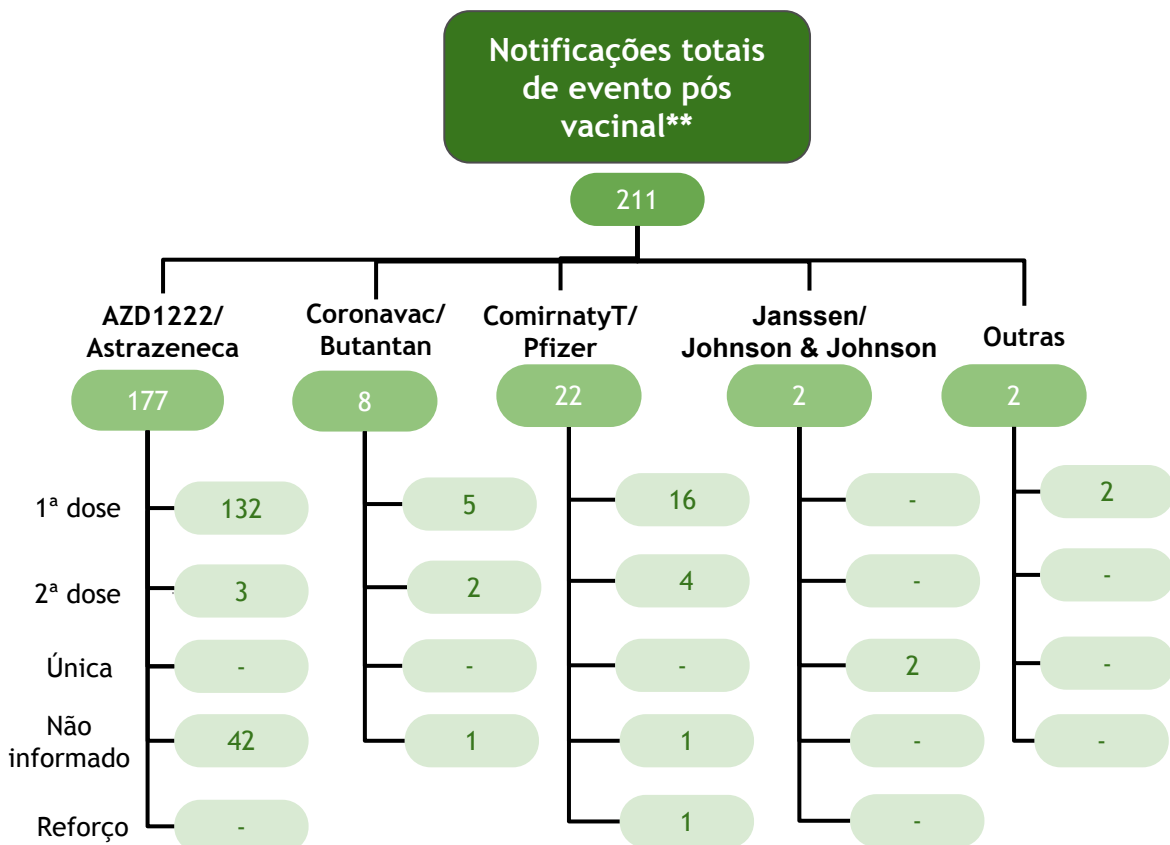 Notificações totais
de evento pós
vacinal**
211
AZD1222/
Astrazeneca
Coronavac/
Butantan
ComirnatyT/
Pfizer
Janssen/
Johnson & Johnson
Outras
177
8
22
2
2
1ª dose
132
5
16
-
2
2ª dose
3
2
4
-
-
Única
-
-
-
2
-
Não
informado
42
1
1
-
-
Reforço
-
1
-